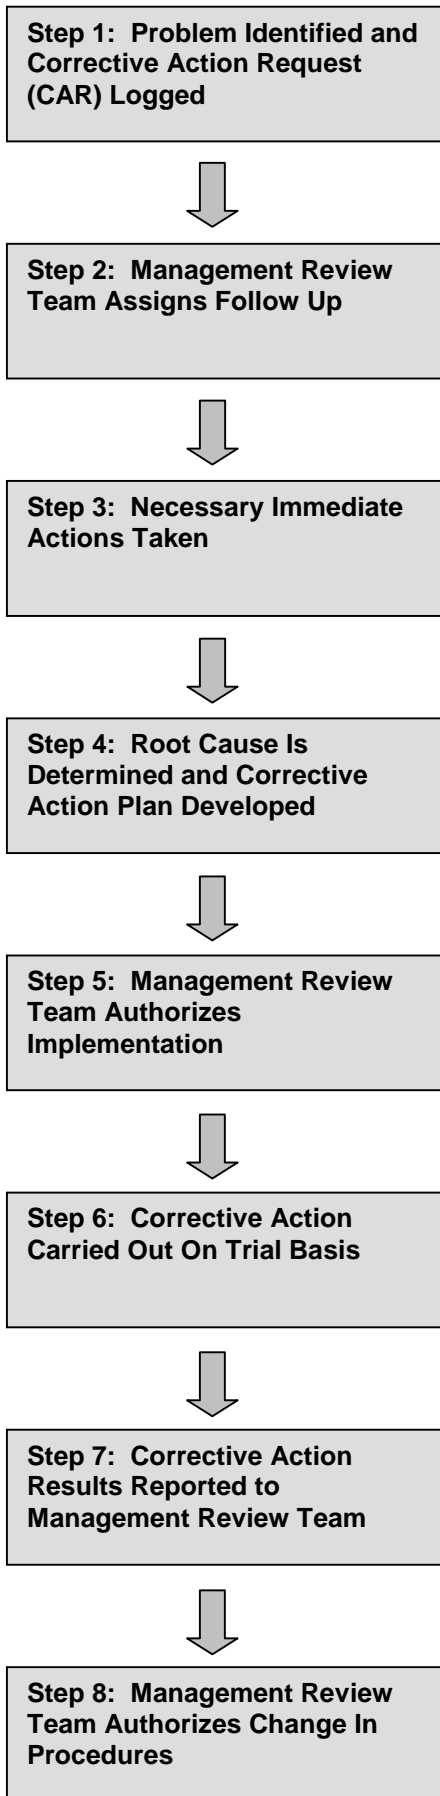 Step 1:  Problem Identified and
Corrective Action Request
(CAR) Logged
Step 2:  Management Review
Team Assigns Follow Up
Step 3:  Necessary Immediate
Actions Taken
Step 4:  Root Cause Is
Determined and Corrective
Action Plan Developed
Step 5:  Management Review
Team Authorizes
Implementation
Step 6:  Corrective Action
Carried Out On Trial Basis
Step 7:  Corrective Action
Results Reported to
Management Review Team
Step 8:  Management Review
Team Authorizes Change In
Procedures